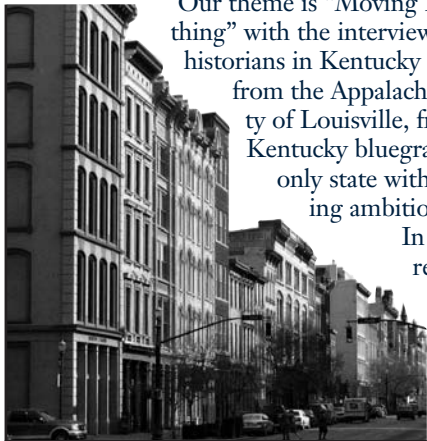 Our theme is “Moving
thing” with the interview
historians in Kentucky
from the Appalach
ty of Louisville, f
Kentucky bluegra
only state with
ing ambitio
In
re